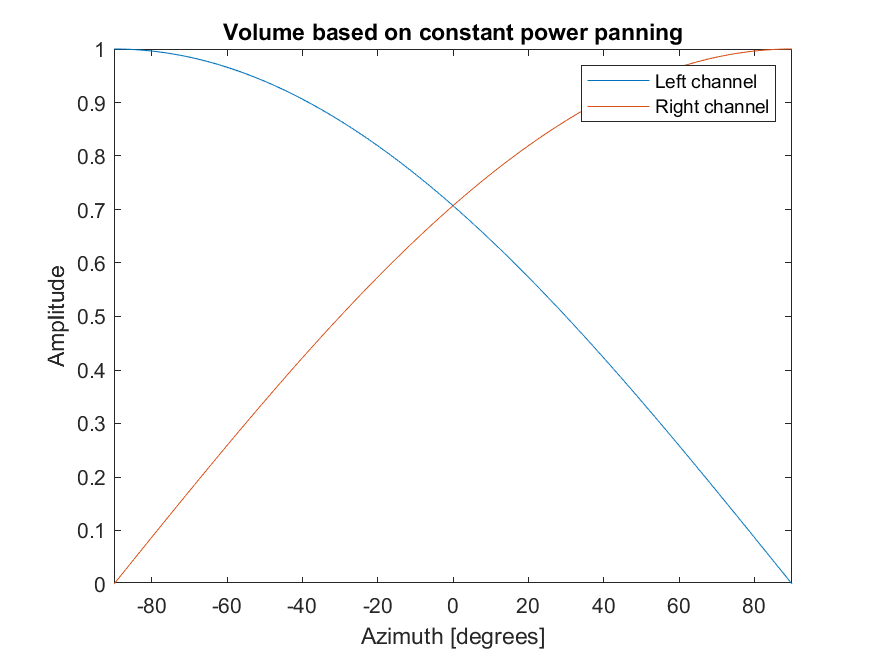 Volume based on constant power panning
1
0.9
0.8
0.7
0.6
0.5
0.4
0.3
0.2
0.1
0
Amplitude
Left channel
Right channel
-80 -60 -40 -20 0 20 40 60 80
Azimuth [degrees]